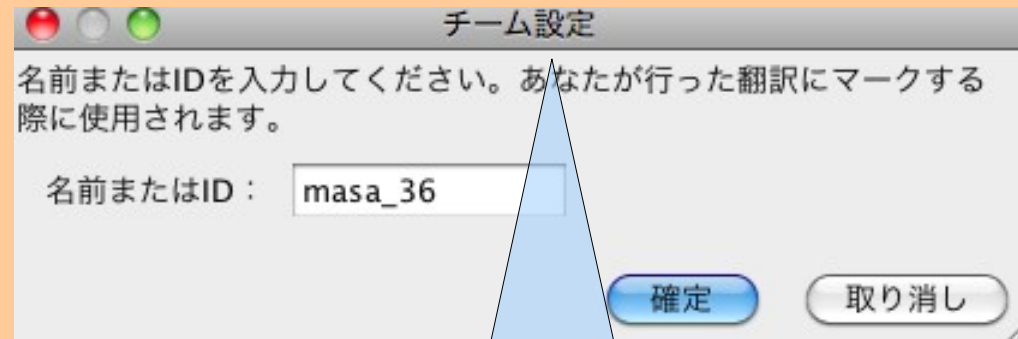 チーム設定
名前またはIDを入力してください。あなたが行った翻訳にマークする
際に使用されます。
名前またはID：
masa_36
確定
取り消し